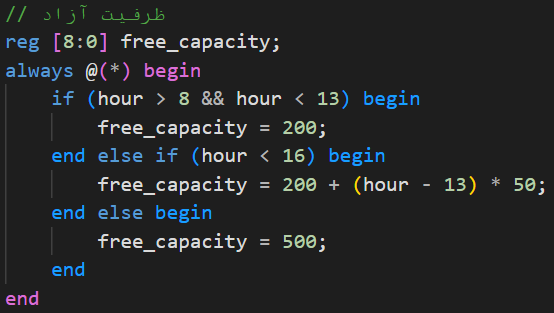 // ظرفیت آزاد
reg [8:0] free_capacity;
always @(*) begin
    if (hour > 8 && hour < 13) begin
        free_capacity = 200;
    end else if (hour < 16) begin
        free_capacity = 200 + (hour - 13) * 50;
    end else begin
        free_capacity = 500;
    end
end